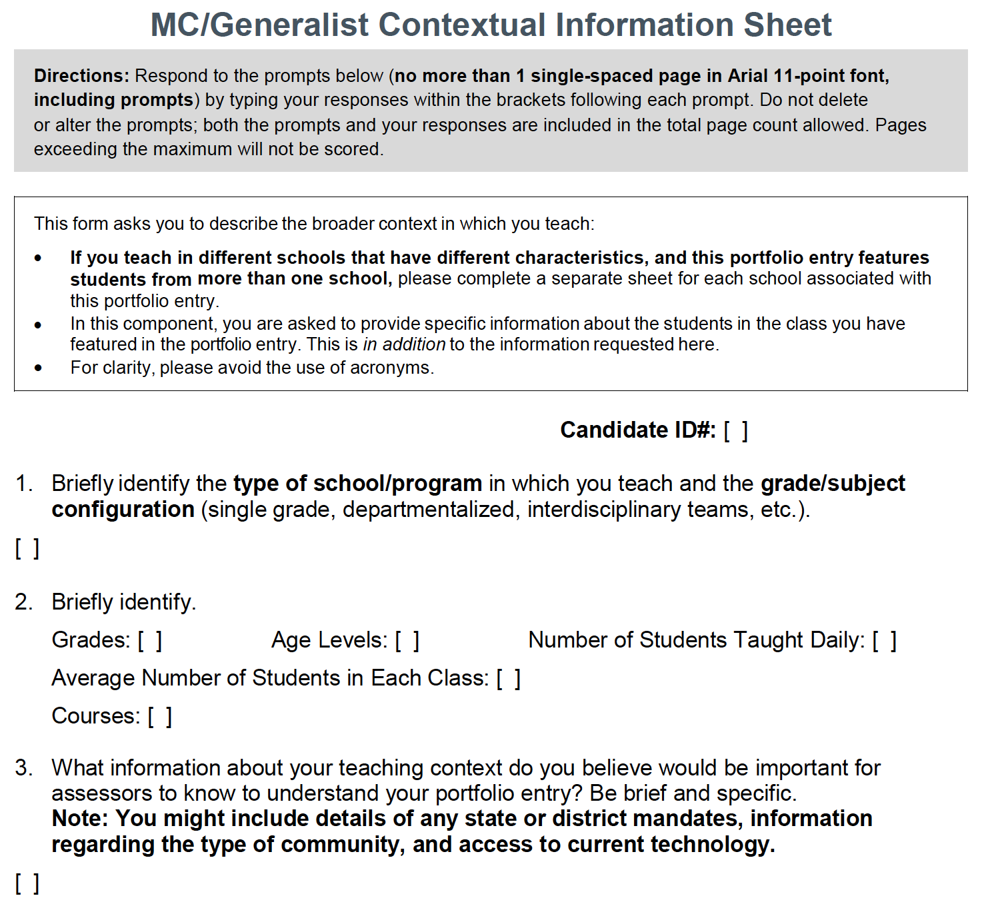 MC/Generalist Contextual Information Sheet
Directions: Respond to the prompts below (no more than 1 single-spaced page in Arial 11-point font,
including prompts) by typing your responses within the brackets following each prompt. Do not delete
or alter the prompts; both the prompts and your responses are included in the total page count allowed. Pages
exceeding the maximum will not be scored.
This form asks you to describe the broader context in which you teach:
• If you teach in different schools that have different characteristics, and this portfolio entry features
students from more than one school, please complete a separate sheet for each school associated with
this portfolio entry.
• In this component, you are asked to provide specific information about the students in the class you have
featured in the portfolio entry. This is in addition to the information requested here.
• For clarity, please avoid the use of acronyms.
Candidate ID#: [ ]
1. Briefly identify the type of school/program in which you teach and the grade/subject
configuration (single grade, departmentalized, interdisciplinary teams, etc.).
[ ]
2. Briefly identify.
Grades: [ ] Age Levels: [ ] Number of Students Taught Daily: [ ]
Average Number of Students in Each Class: [ ]
Courses: [ ]
3. What information about your teaching context do you believe would be important for
assessors to know to understand your portfolio entry? Be brief and specific.
Note: You might include details of any state or district mandates, information
regarding the type of community, and access to current technology.
[ ]